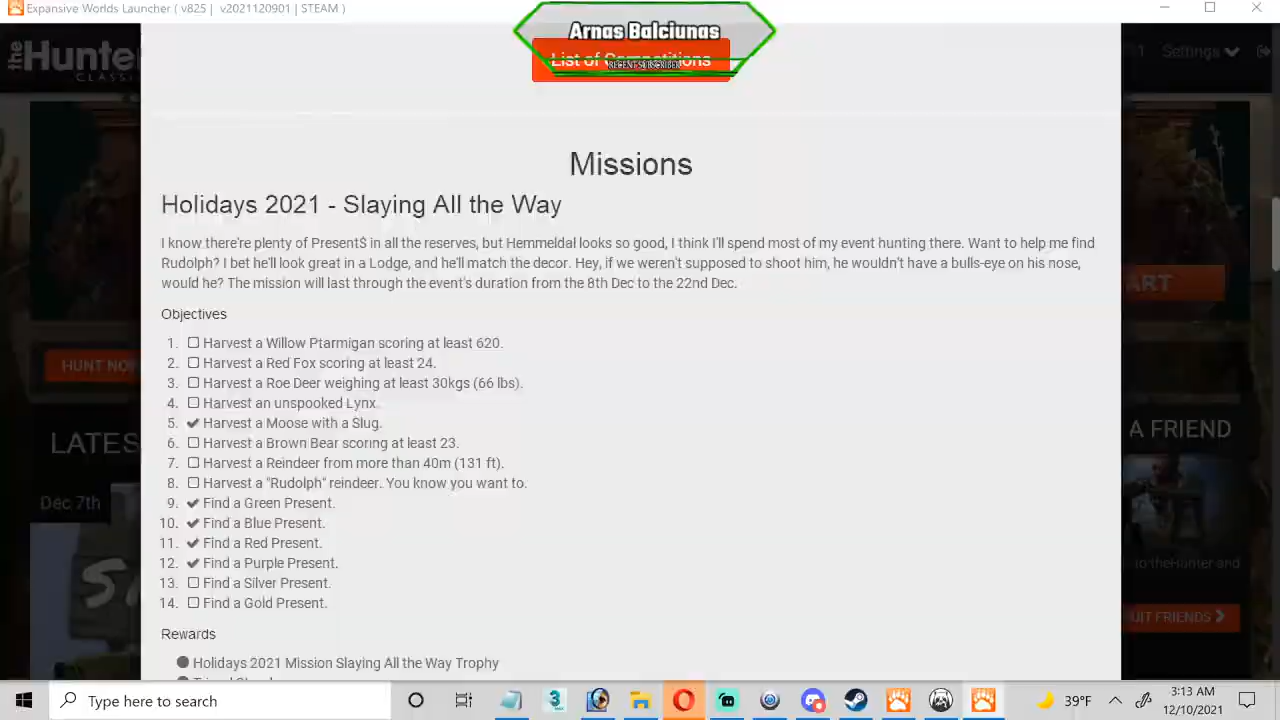 Expansive Worlds Launcher ( v825 | v2021120901 | STEAM )
Arnas Balciunas
List of Competitions
RECENT SUBSCRIBER
theHunter
CLASSIC
1 Settings
Missions
Holidays 2021 - Slaying All the Way
I know there're plenty of Present$ in all the reserves, but Hemmeldal looks so good, I think I'll spend most of my event hunting there. Want to help me find
Rudolph? I bet he'll look great in a Lodge, and he'll match the decor. Hey, if we weren't supposed to shoot him, he wouldn't have a bulls-eye on his nose,
would he? The mission will last through the event's duration from the 8th Dec to the 22nd Dec.
ART
Objectives
1. Harvest a Willow Ptarmigan scoring at least 620.
2. Harvest a Red Fox scoring at least 24.
HUNT NOW
3. Harvest a Roe Deer weighing at least 30kgs (66 lbs).
4. Harvest an unspooked Lynx.
5. Harvest a Moose with a Slug.
6. Harvest a Brown Bear scoring at least 23.
LATES
A FRIEND
7. Harvest a Reindeer from more than 40m (131 ft).
8. Harvest a "Rudolph" reindeer. You know you want to.
9. Find a Green Present.
Dec 7th
10. Find a Blue Present.
11. Find a Red Present.
12. Find a Purple Present.
to theHunter and
13. Find a Silver Present.
14. Find a Gold Present.
UIT FRIENDS
Rewards
Holidays 2021 Mission Slaying All the Way Trophy
Type here to search
39°F
3:13 AM
12/10/2021